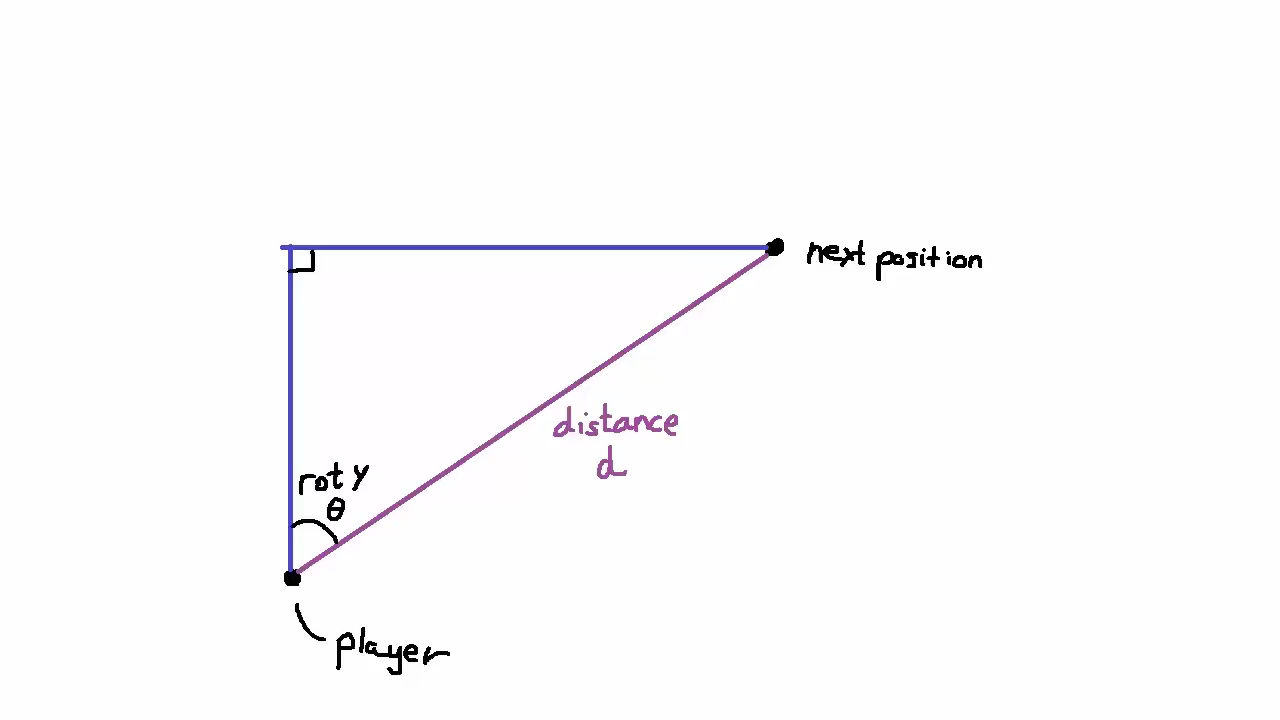 next position
distance
d
rot y
θ
player